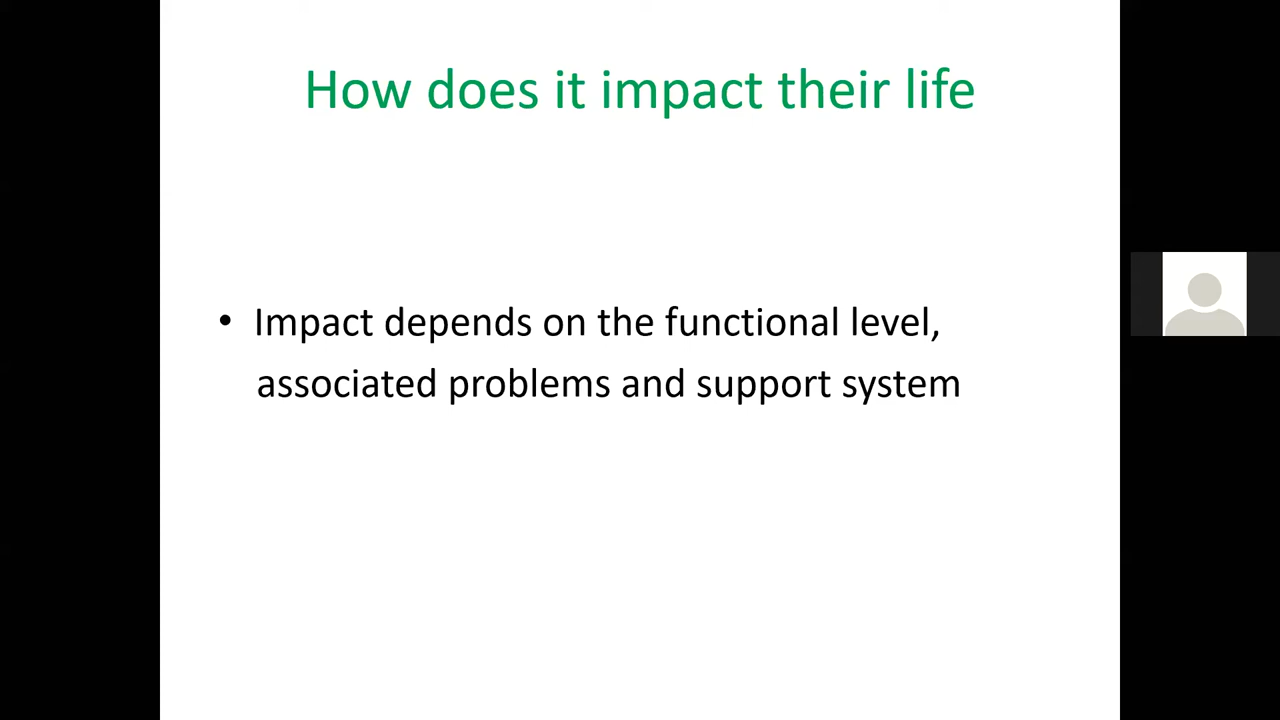 How does it impact their life
• Impact depends on the functional level,
associated problems and support system